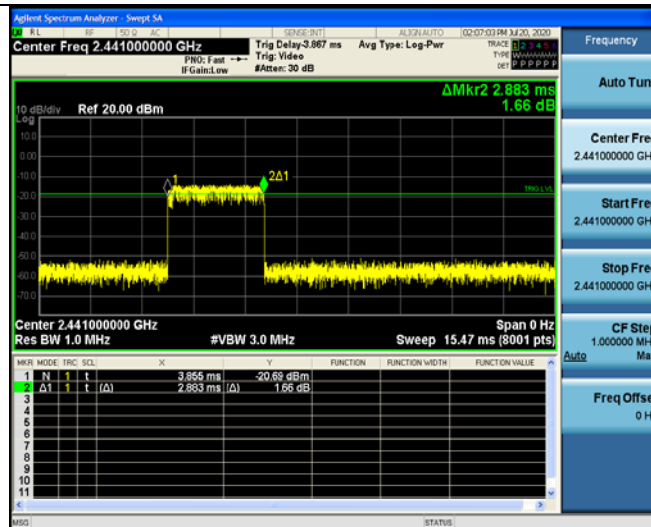 Agilent Spectrum Analyzer - Swept SA
RL RF 50 Ω AC SENSE:INT ALIGN AUTO 02:07:03 PM Jul 20, 2020
Center Freq 2.441000000 GHz
PNO: Fast
IFGain:Low
Trig Delay-3.867 ms
Trig: Video
#Atten: 30 dB
Avg Type: Log-Pwr
TRACE 1 2 3 4 5 6
TYPE
DET P P P P P P
ΔMkr2 2.883 ms
1.66 dB
10 dB/div Ref 20.00 dBm
Log
10.0
0.00
-10.0
-20.0
-30.0
-40.0
-50.0
-60.0
-70.0
1
2Δ1
TRIG LVL
Center 2.441000000 GHz Span 0 Hz
Res BW 1.0 MHz #VBW 3.0 MHz Sweep 15.47 ms (8001 pts)
MKR MODE TRC SCL X Y FUNCTION FUNCTION WIDTH FUNCTION VALUE
1 N 1 t 3.855 ms -20.69 dBm
2 Δ1 1 t (Δ) 2.883 ms (Δ) 1.66 dB
3
4
5
6
7
8
9
10
11
MSG STATUS
Frequency
Auto Tun
Center Fre
2.441000000 GH
Start Fre
2.441000000 GH
Stop Fre
2.441000000 GH
CF Step
1.000000 MH
Auto Ma
Freq Offse
0 H